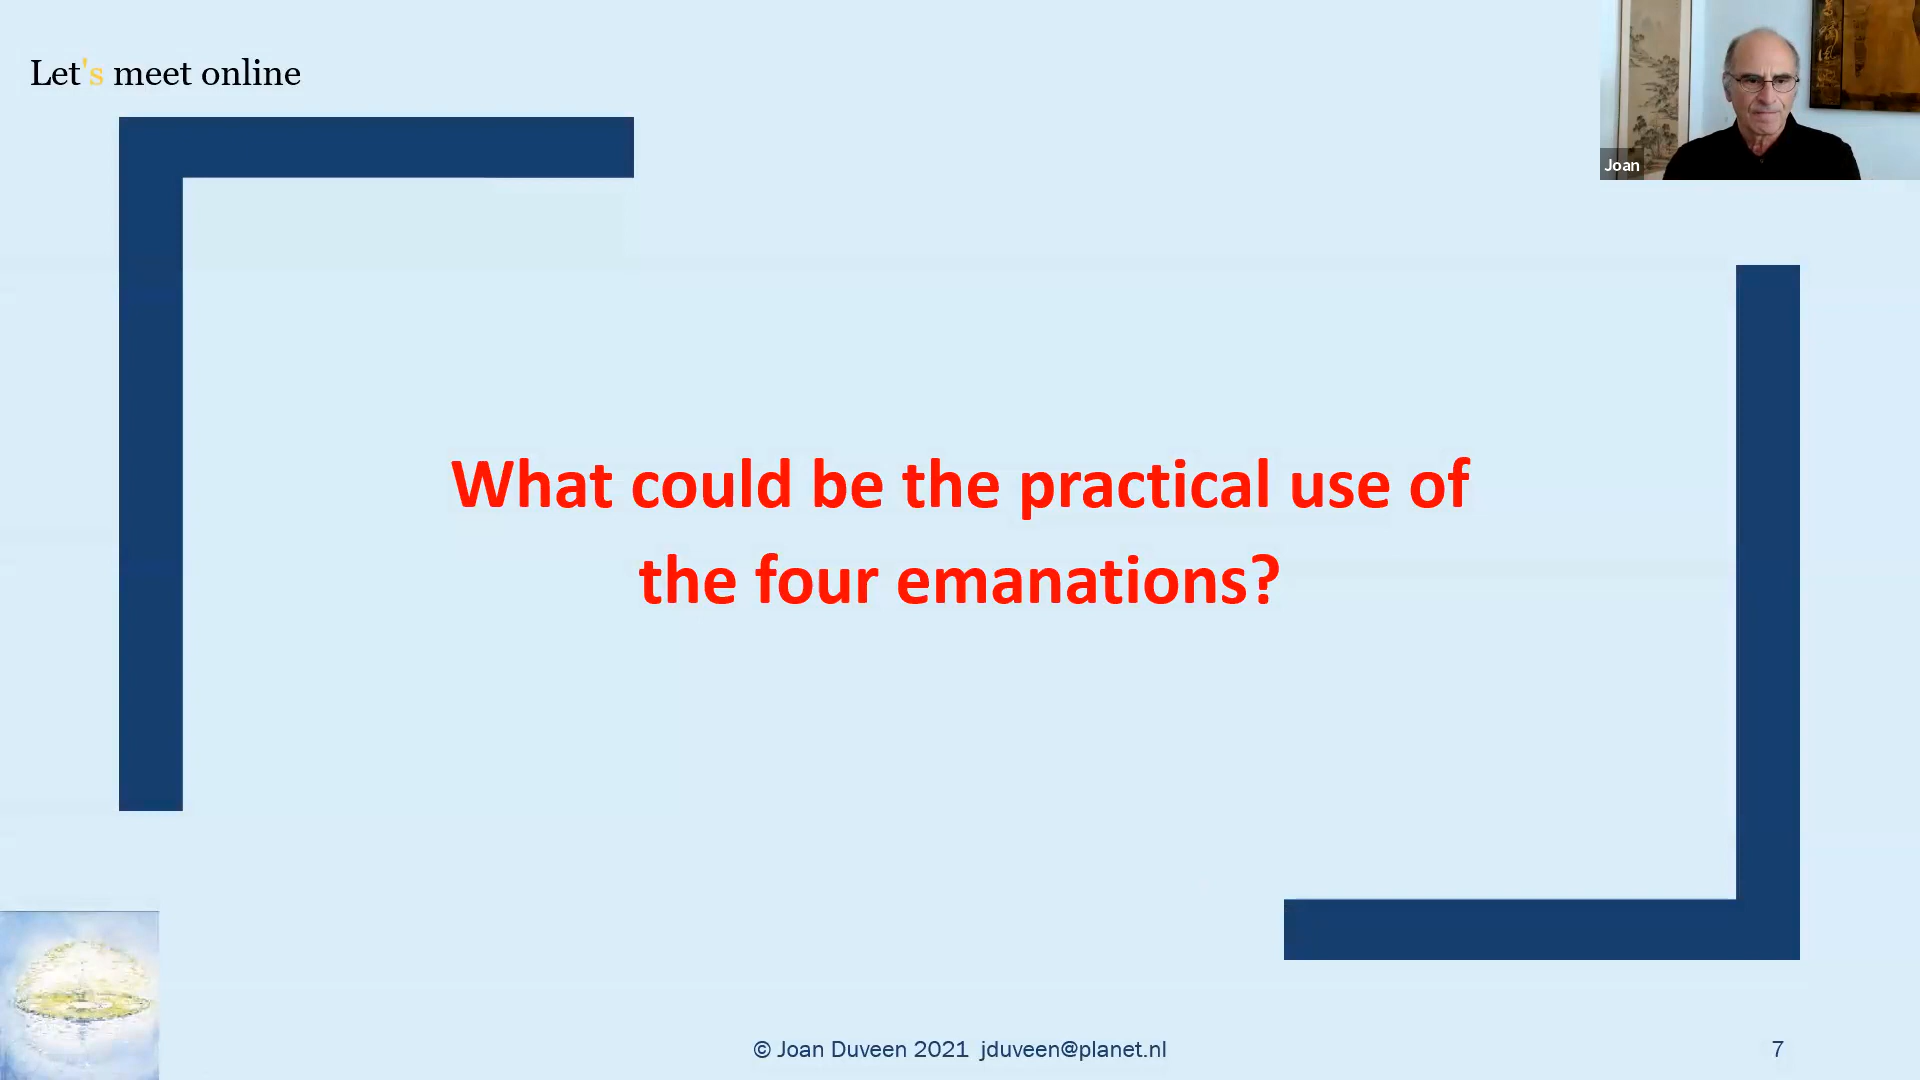 Let's meet online
Joan
What could be the practical use of
the four emanations?
© Joan Duveen 2021 jduveen@planet.nl
7